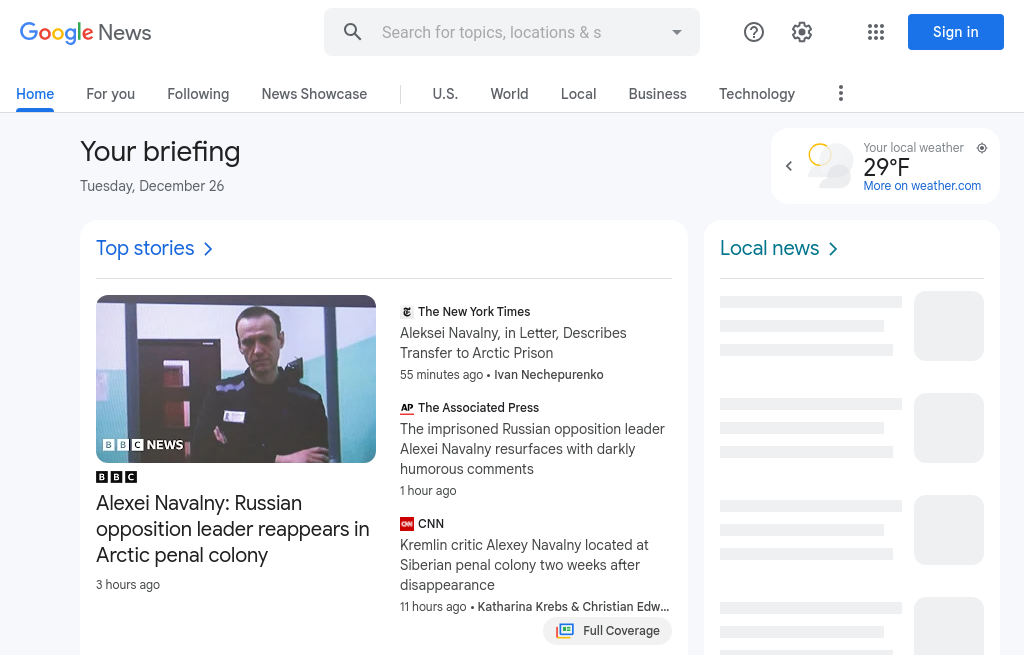 Google News
Search for topics, locations & s
Sign in
Home
For you
Following
News Showcase
U.S.
World
Local
Business
Technology
Your briefing
Tuesday, December 26
Your local weather
29°F
More on weather.com
Top stories
BBC NEWS
BBC
Alexei Navalny: Russian
opposition leader reappears in
Arctic penal colony
3 hours ago
The New York Times
Aleksei Navalny, in Letter, Describes
Transfer to Arctic Prison
55 minutes ago • Ivan Nechepurenko
AP The Associated Press
The imprisoned Russian opposition leader
Alexei Navalny resurfaces with darkly
humorous comments
1 hour ago
CNN CNN
Kremlin critic Alexey Navalny located at
Siberian penal colony two weeks after
disappearance
11 hours ago • Katharina Krebs & Christian Edw...
Full Coverage
Local news